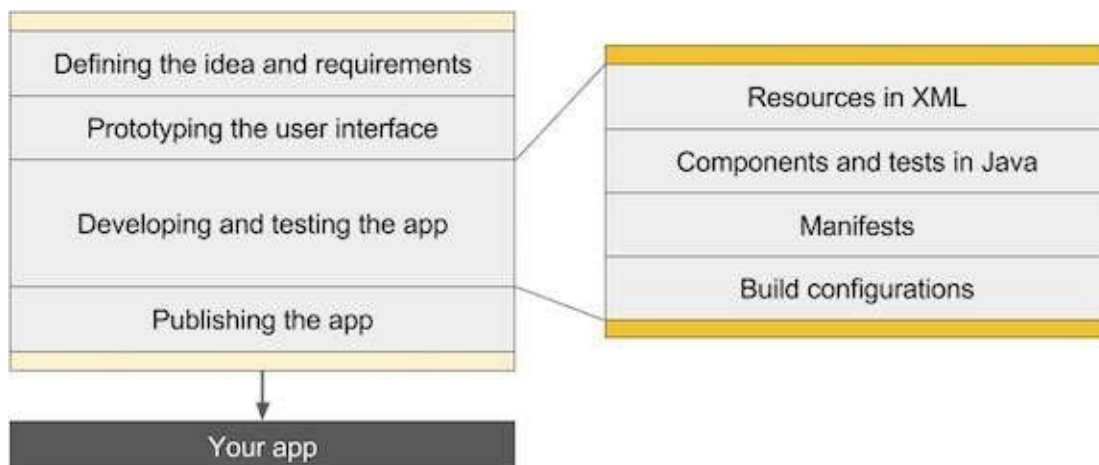 Defining the idea and requirements
Prototyping the user interface
Developing and testing the app
Publishing the app
Your app
Resources in XML
Components and tests in Java
Manifests
Build configurations